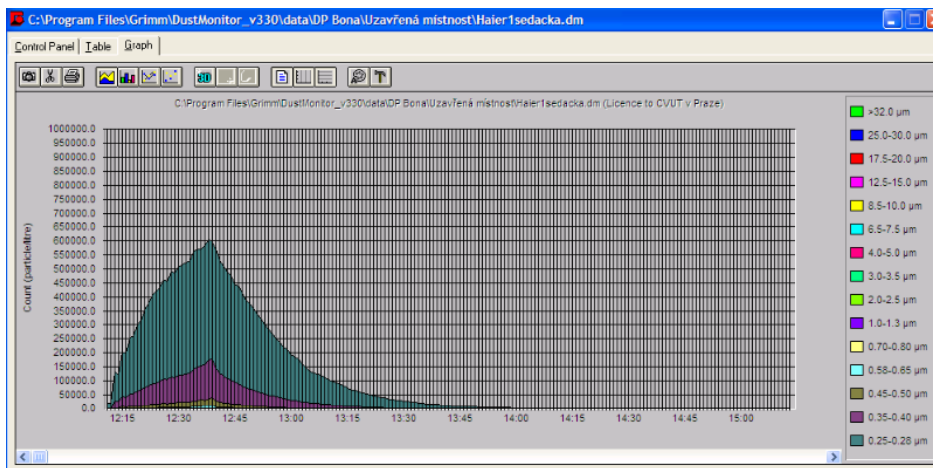 C:\Program Files\Grimm\DustMonitor_v330\data\DP Bona\Uzavřená místnost\Haier1sedacka.dm
Control Panel Table Graph
3D
C:\Program Files\Grimm\DustMonitor_v330\data\DP Bona\Uzavřená místnost\Haier1sedacka.dm (Licence to CVUT v Praze)
Count (particle/litre)
1000000.0
950000.0
900000.0
850000.0
800000.0
750000.0
700000.0
650000.0
600000.0
550000.0
500000.0
450000.0
400000.0
350000.0
300000.0
250000.0
200000.0
150000.0
100000.0
50000.0
0.0
12:15 12:30 12:45 13:00 13:15 13:30 13:45 14:00 14:15 14:30 14:45 15:00
>32.0 µm
25.0-30.0 µm
17.5-20.0 µm
12.5-15.0 µm
8.5-10.0 µm
6.5-7.5 µm
4.0-5.0 µm
3.0-3.5 µm
2.0-2.5 µm
1.0-1.3 µm
0.70-0.80 µm
0.58-0.65 µm
0.45-0.50 µm
0.35-0.40 µm
0.25-0.28 µm